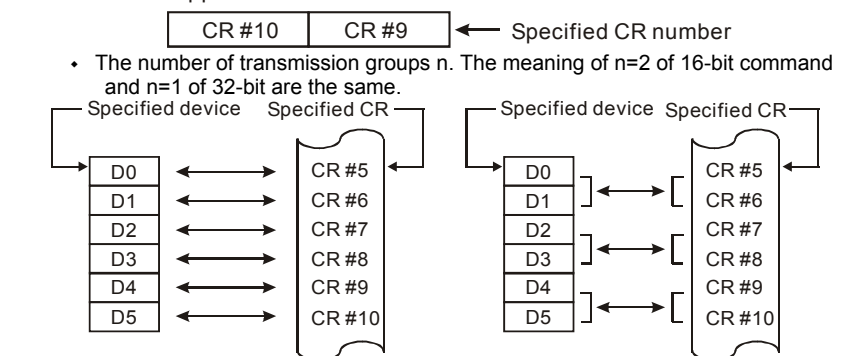 CR #10 CR #9 Specified CR number
• The number of transmission groups n. The meaning of n=2 of 16-bit command
and n=1 of 32-bit are the same.
Specified device Specified CR Specified device Specified CR
D0 CR #5 D0 CR #5
D1 CR #6 D1 CR #6
D2 CR #7 D2 CR #7
D3 CR #8 D3 CR #8
D4 CR #9 D4 CR #9
D5 CR #10 D5 CR #10